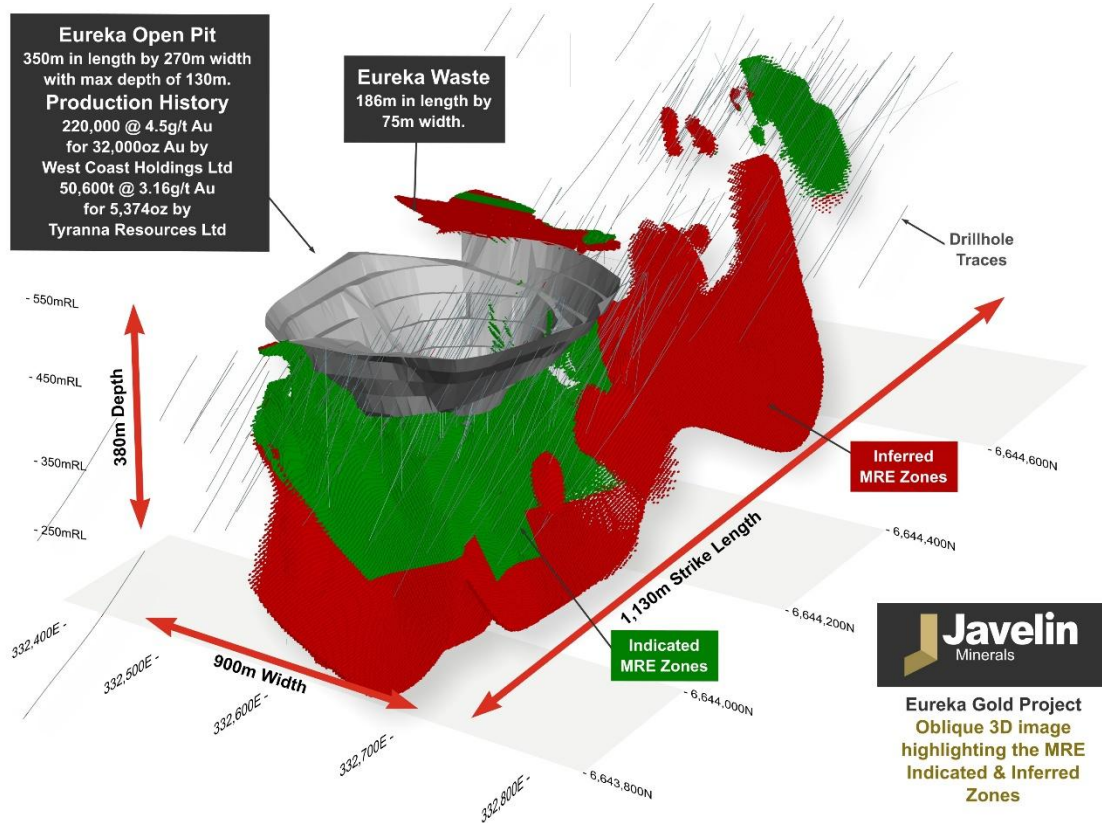 Eureka Open Pit
350m in length by 270m width
with max depth of 130m.
Production History
220,000 @ 4.5g/t Au
for 32,000oz Au by
West Coast Holdings Ltd
50,600t @ 3.16g/t Au
for 5,374oz by
Tyranna Resources Ltd
Eureka Waste
186m in length by
75m width.
Drillhole
Traces
- 550mRL
- 450mRL
- 350mRL
- 250mRL
380m Depth
Inferred
MRE Zones
- 6,644,600N
- 6,644,400N
- 6,644,200N
- 6,644,000N
- 6,643,800N
1,130m Strike Length
Indicated
MRE Zones
900m Width
332,400E -
332,500E -
332,600E -
332,700E -
332,800E -
Javelin
Minerals
Eureka Gold Project
Oblique 3D image
highlighting the MRE
Indicated & Inferred
Zones